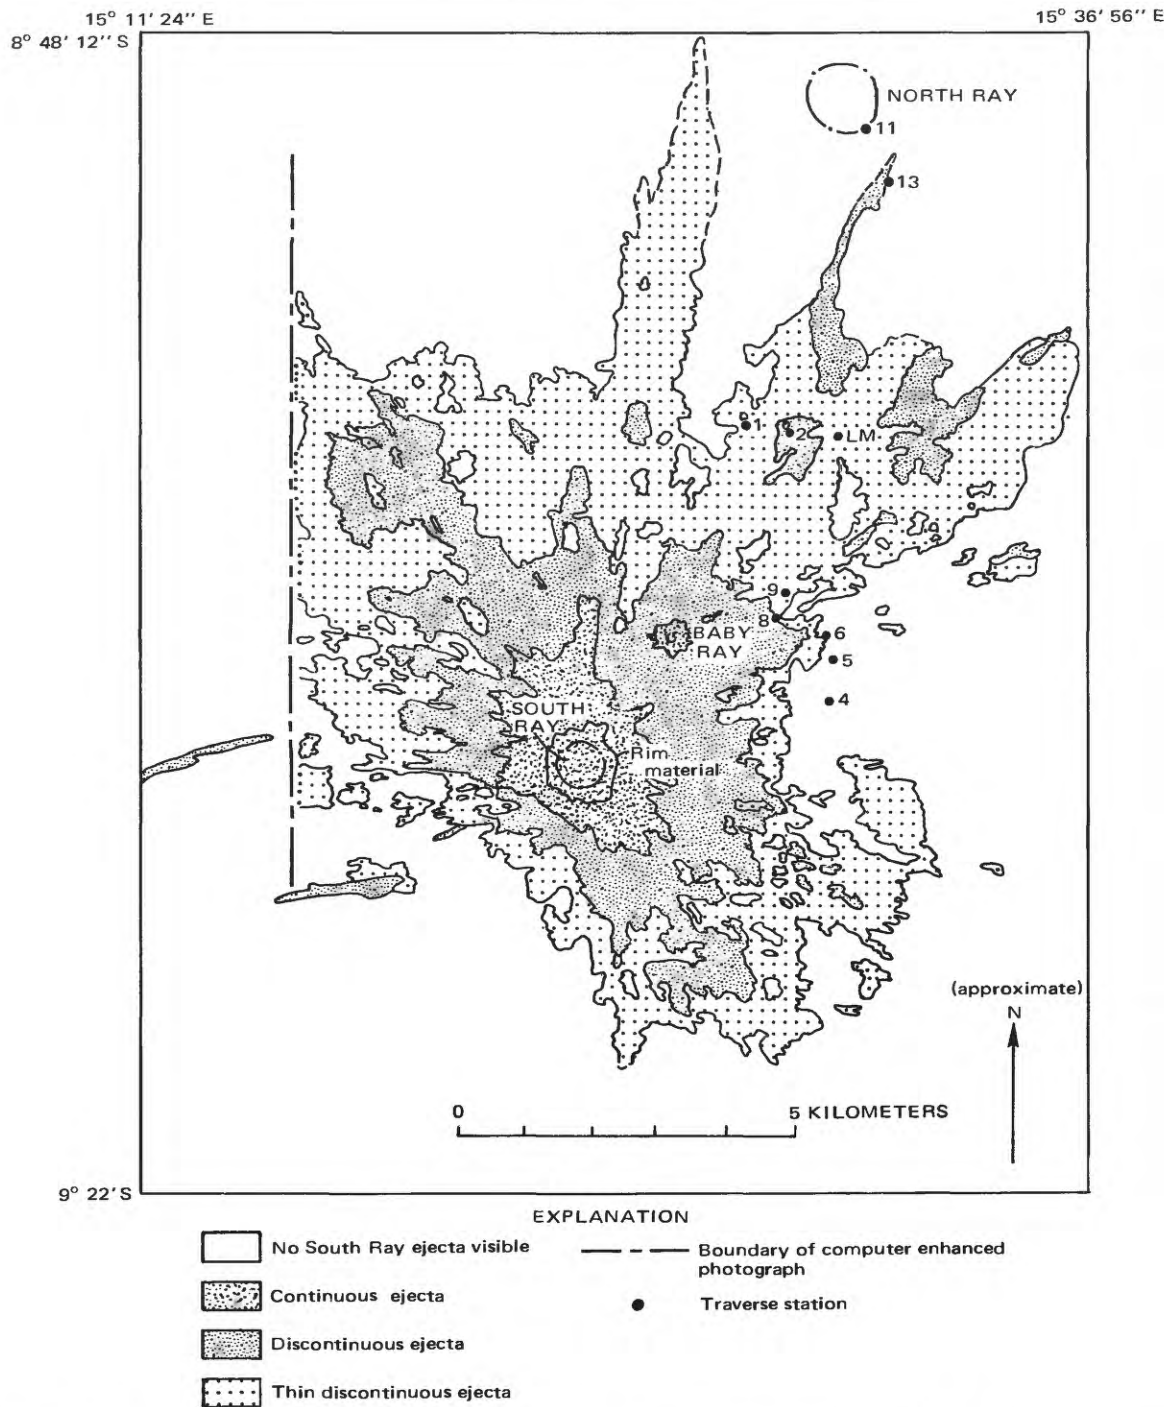 15° 11' 24'' E
15° 36' 56'' E
8° 48' 12'' S
NORTH RAY
11
13
1
2
LM
9
8
BABY
RAY
6
5
4
SOUTH
RAY
Rim
material
(approximate)
N
0
5 KILOMETERS
9° 22' S
EXPLANATION
No South Ray ejecta visible
Boundary of computer enhanced
photograph
Continuous ejecta
Traverse station
Discontinuous ejecta
Thin discontinuous ejecta